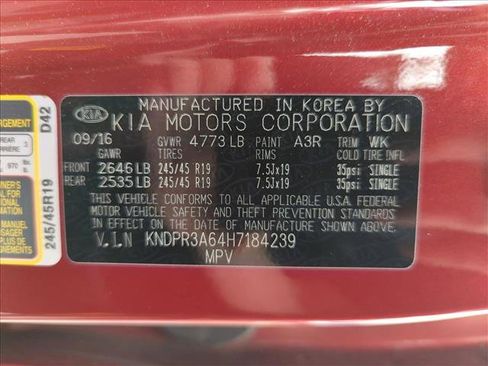 MANUFACTURED IN KOREA BY
KIA KIA MOTORS CORPORATION
09/16 GVWR 4773 LB PAINT A3R TRIM WK
GAWR TIRES RIMS COLD TIRE INFL
FRONT 2646 LB 245/45 R19 7.5Jx19 35psi SINGLE
REAR 2535 LB 245/45 R19 7.5Jx19 35psi SINGLE
THIS VEHICLE CONFORMS TO ALL APPLICABLE U.S.A. FEDERAL
MOTOR VEHICLE SAFETY AND THEFT PREVENTION STANDARDS
IN EFFECT ON THE DATE OF MANUFACTURE SHOWN ABOVE.
V.I.N KNDPR3A64H7184239
MPV
245/45R19 D42
REAR
970